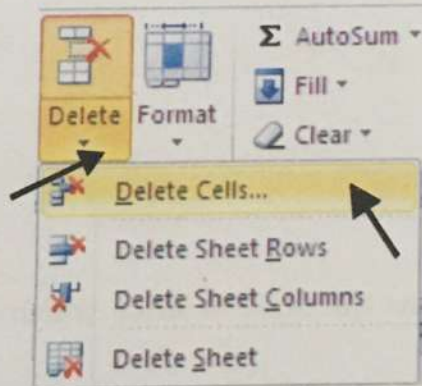 Delete
Format
Σ AutoSum
Fill
Clear
Delete Cells...
Delete Sheet Rows
Delete Sheet Columns
Delete Sheet